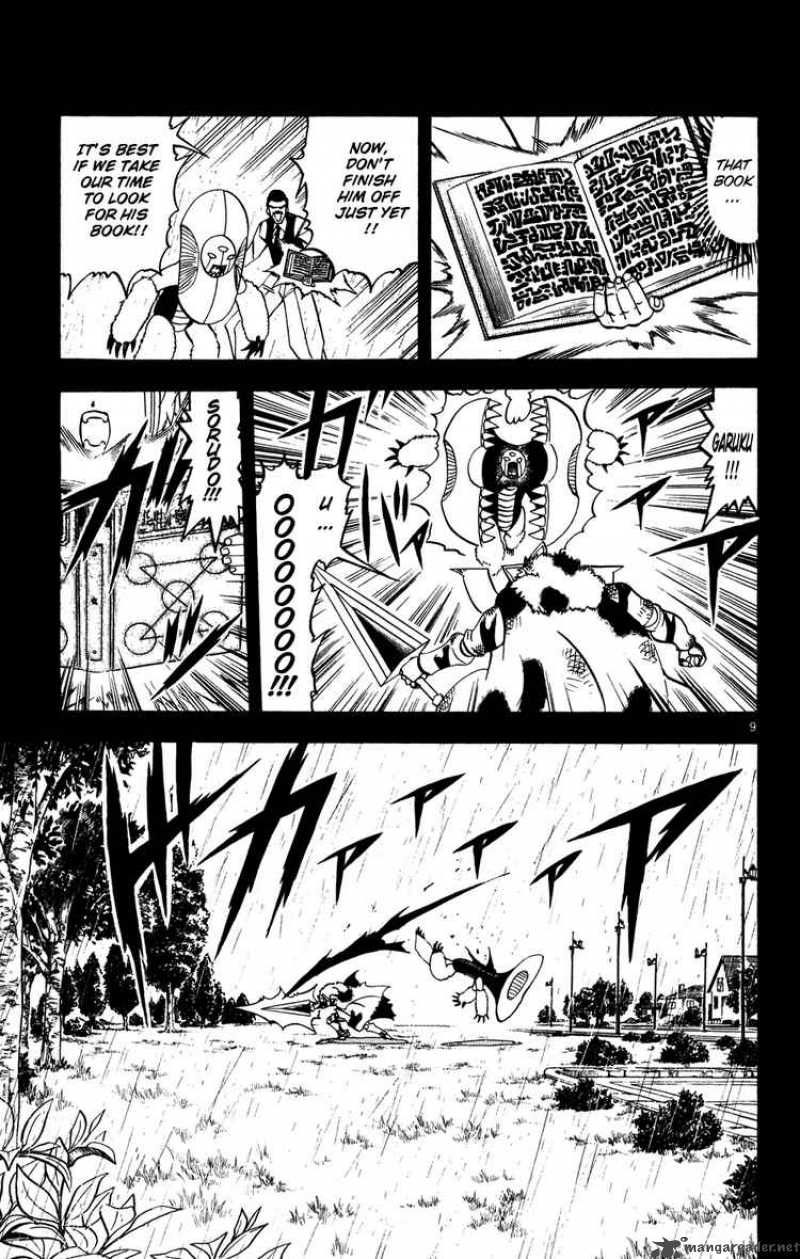 THAT
BOOK
...
NOW,
DON'T
FINISH
HIM OFF
JUST YET
!!
IT'S BEST
IF WE TAKE
OUR TIME
TO LOOK
FOR HIS
BOOK!!
GARUKU
!!!
U
...
OOOOOOOOO!!!
SORUDO!!!
9
mangareader.net